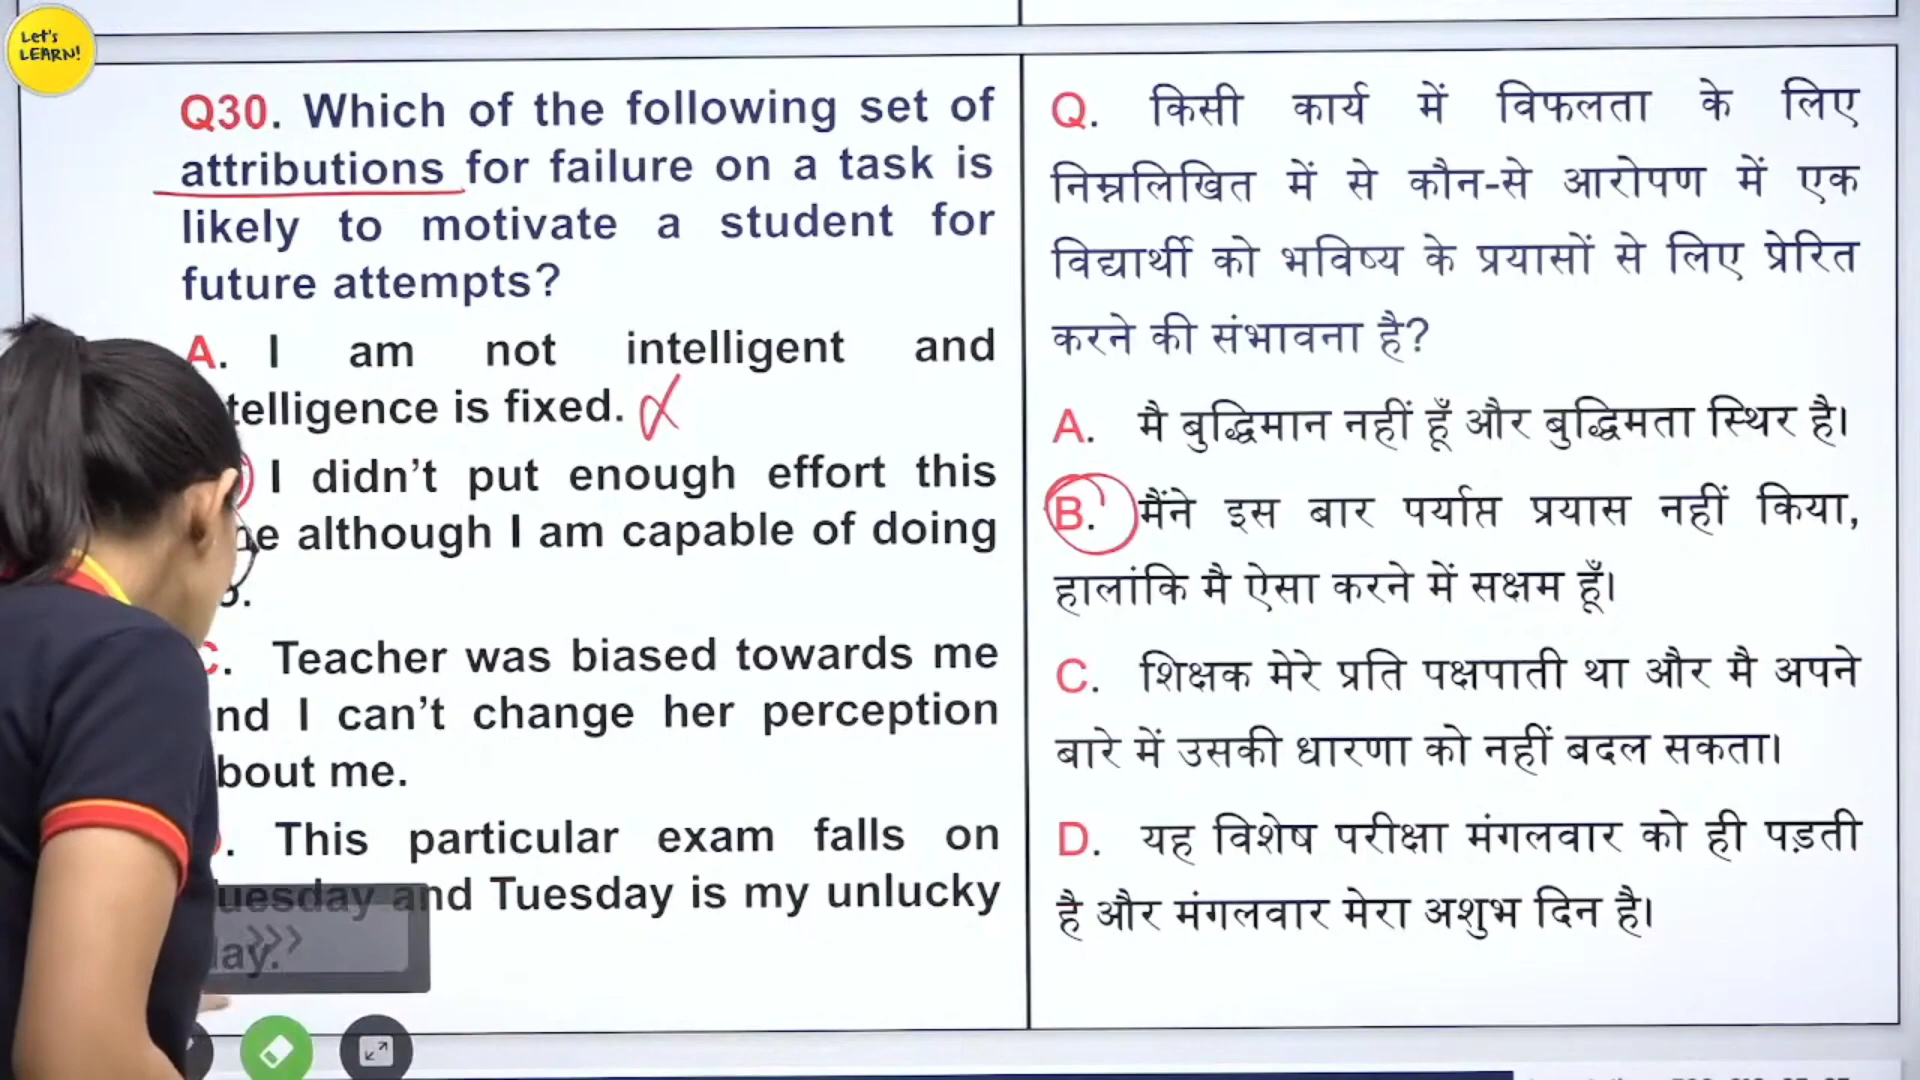 Let's
LEARN!
Q30. Which of the following set of
attributions for failure on a task is
likely to motivate a student for
future attempts?
A. I am not intelligent and
telligence is fixed.
I didn't put enough effort this
although I am capable of doing
C. Teacher was biased towards me
nd I can't change her perception
bout me.
. This particular exam falls on
uesday and Tuesday is my unlucky
ay.
Q. किसी कार्य में विफलता के लिए
निम्नलिखित में से कौन-से आरोपण में एक
विद्यार्थी को भविष्य के प्रयासों से लिए प्रेरित
करने की संभावना है?
A. मै बुद्धिमान नहीं हूँ और बुद्धिमता स्थिर है।
B. मैंने इस बार पर्याप्त प्रयास नहीं किया,
हालांकि मै ऐसा करने में सक्षम हूँ।
C. शिक्षक मेरे प्रति पक्षपाती था और मै अपने
बारे में उसकी धारणा को नहीं बदल सकता।
D. यह विशेष परीक्षा मंगलवार को ही पड़ती
है और मंगलवार मेरा अशुभ दिन है।